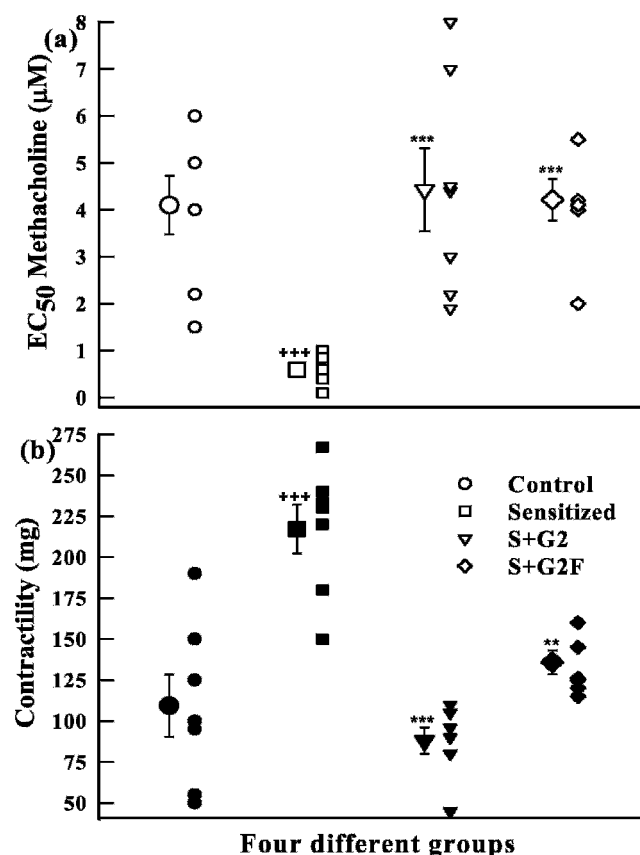 (a)
EC50 Methacholine (μM)
8
7
6
5
4
3
2
1
0
***
***
+++
(b)
Contractility (mg)
275
250
225
200
175
150
125
100
75
50
+++
***
**
Control
Sensitized
S+G2
S+G2F
Four different groups